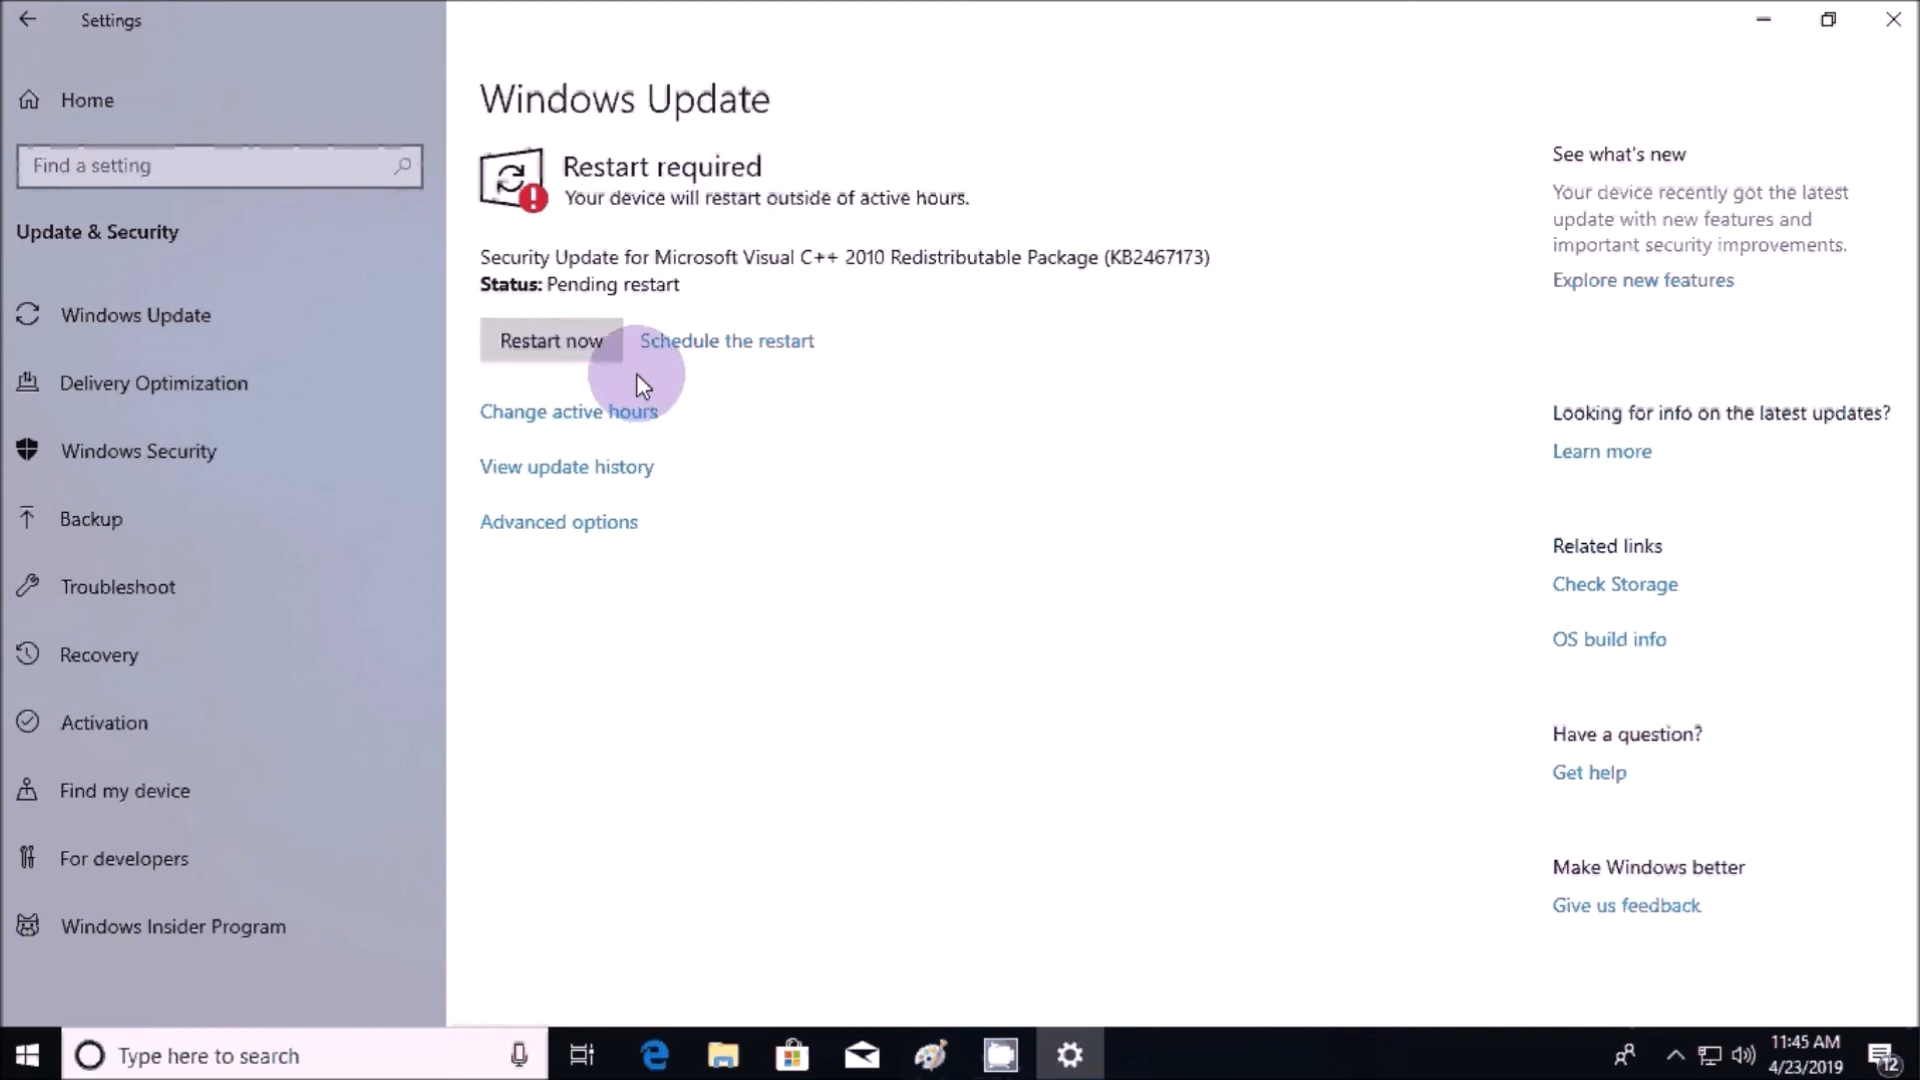 Settings
Home
Find a setting
Update & Security
Windows Update
Delivery Optimization
Windows Security
Backup
Troubleshoot
Recovery
Activation
Find my device
For developers
Windows Insider Program
Windows Update
Restart required
Your device will restart outside of active hours.
Security Update for Microsoft Visual C++ 2010 Redistributable Package (KB2467173)
Status: Pending restart
Restart now
Schedule the restart
Change active hours
View update history
Advanced options
See what's new
Your device recently got the latest
update with new features and
important security improvements.
Explore new features
Looking for info on the latest updates?
Learn more
Related links
Check Storage
OS build info
Have a question?
Get help
Make Windows better
Give us feedback
Type here to search
11:45 AM
4/23/2019
12